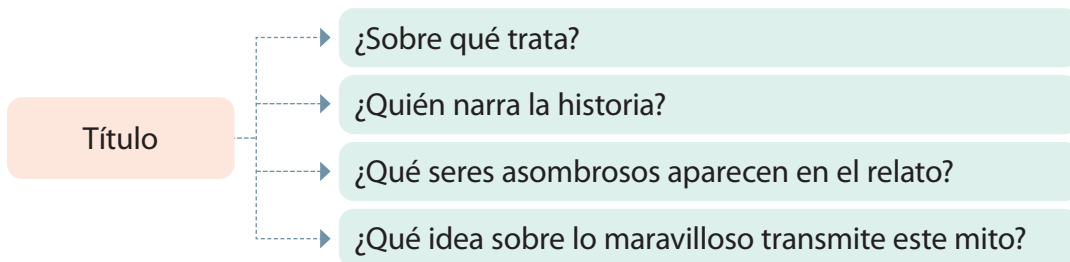 Título
¿Sobre qué trata?
¿Quién narra la historia?
¿Qué seres asombrosos aparecen en el relato?
¿Qué idea sobre lo maravilloso transmite este mito?